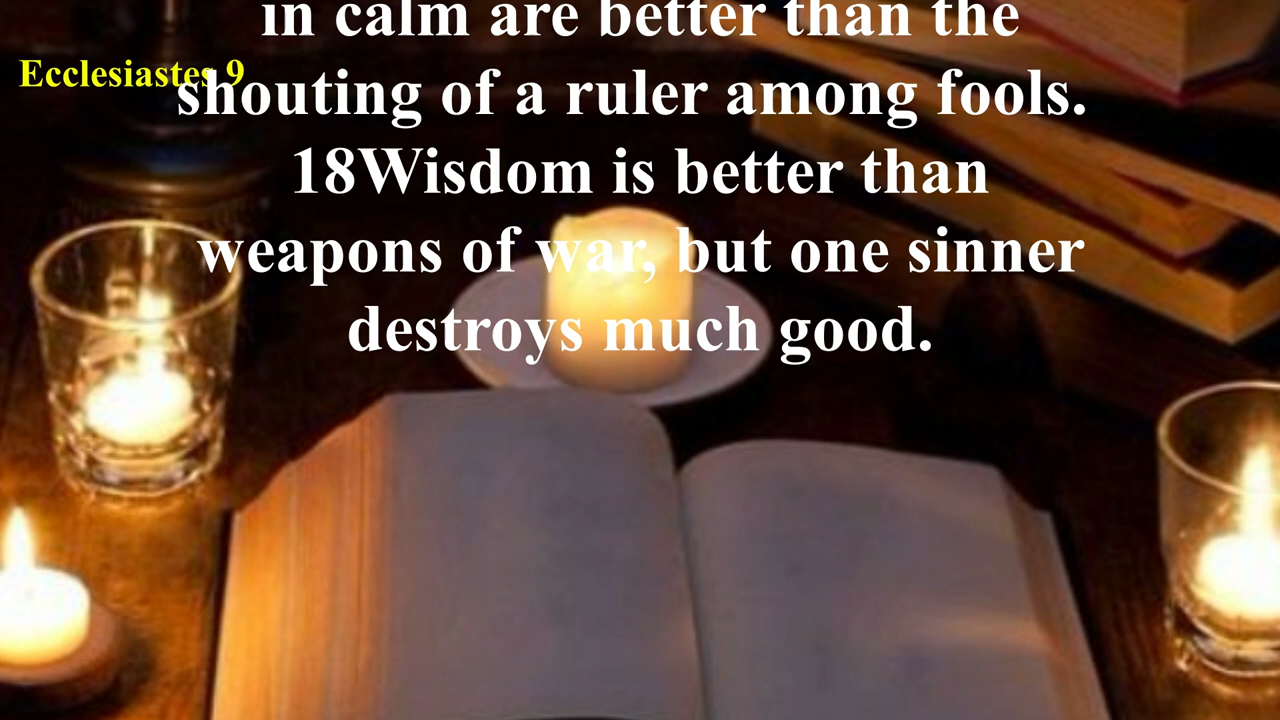 in calm are better than the
Ecclesiastes 9
shouting of a ruler among fools.
18Wisdom is better than
weapons of war, but one sinner
destroys much good.